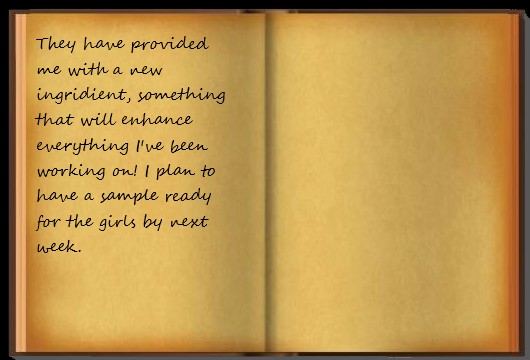 They have provided
me with a new
ingridient, something
that will enhance
everything I've been
working on! I plan to
have a sample ready
for the girls by next
week.